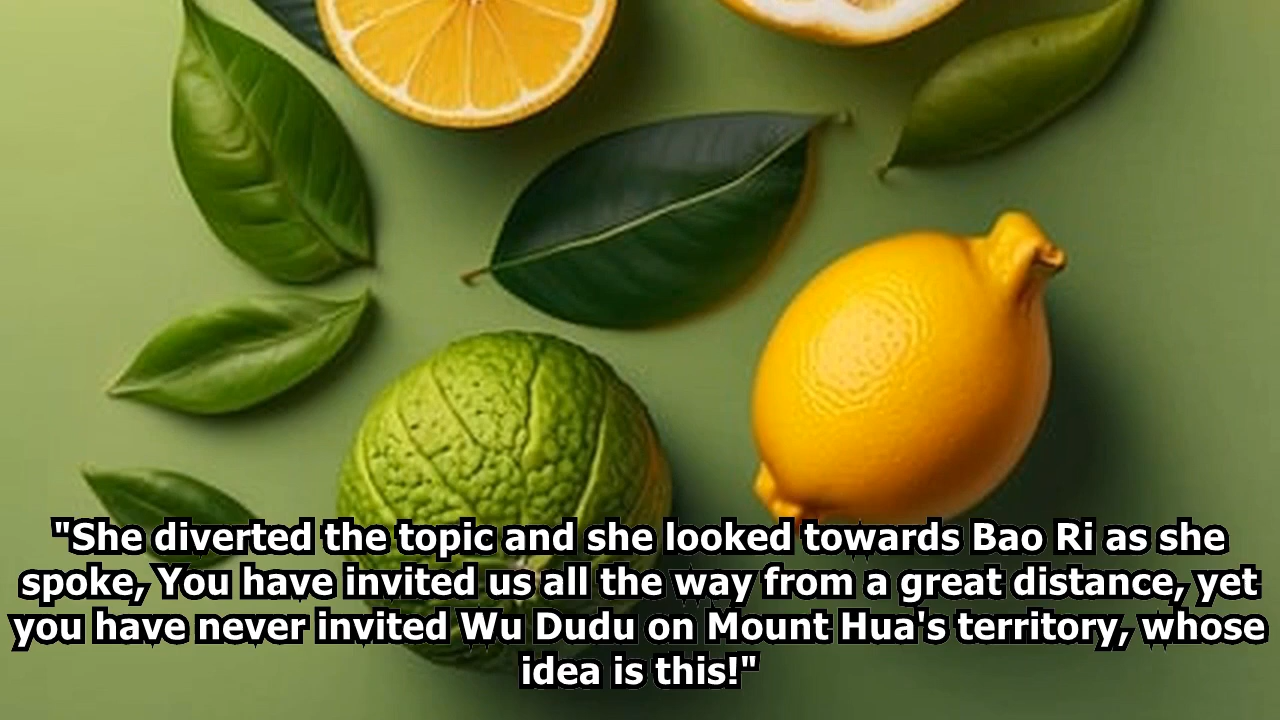 "She diverted the topic and she looked towards Bao Ri as she
spoke, You have invited us all the way from a great distance, yet
you have never invited Wu Dudu on Mount Hua's territory, whose
idea is this!"